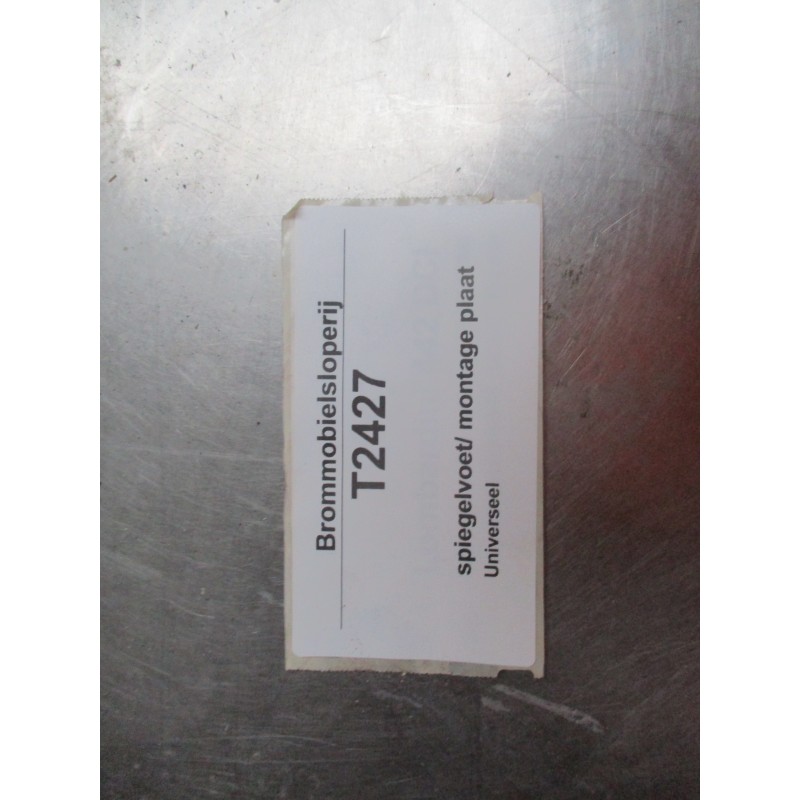 Brommobielsloperij
T2427
spiegelvoet/ montage plaat
Universeel